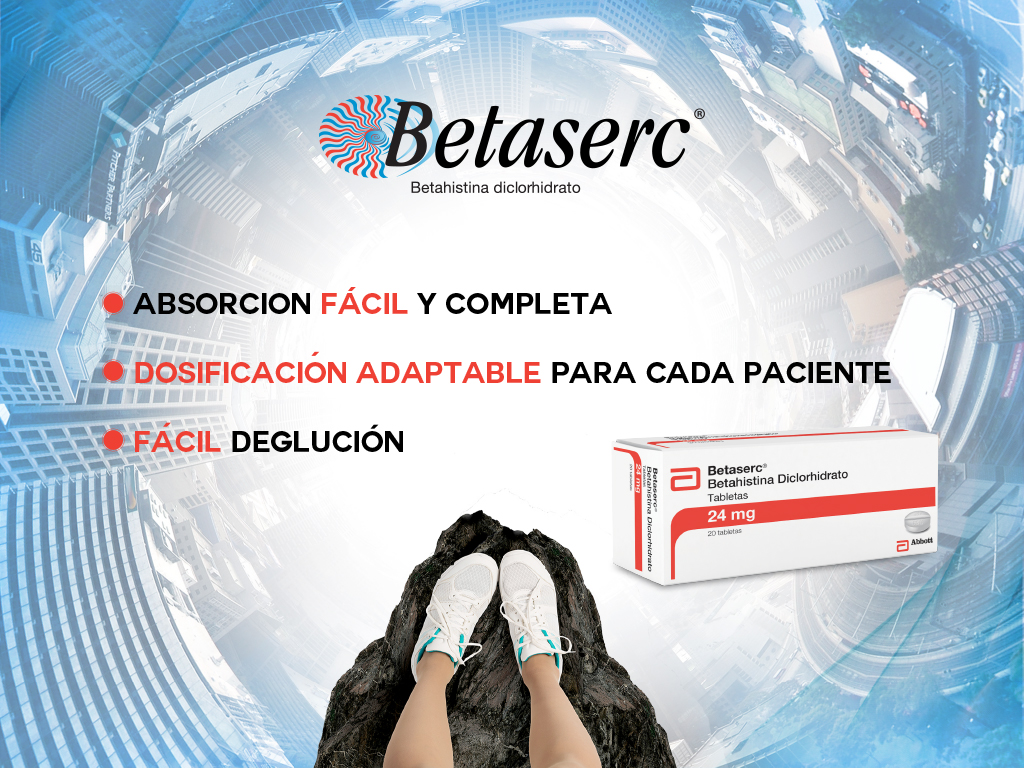 Betaserc®
Betahistina diclorhidrato
ABSORCION FÁCIL Y COMPLETA
DOSIFICACIÓN ADAPTABLE PARA CADA PACIENTE
FÁCIL DEGLUCIÓN
Betaserc®
Betahistina Diclorhidrato
Tabletas
24 mg
20 tabletas
Abbott
Betaserc®
Betahistina Diclorhidrato
Tabletas
24 mg